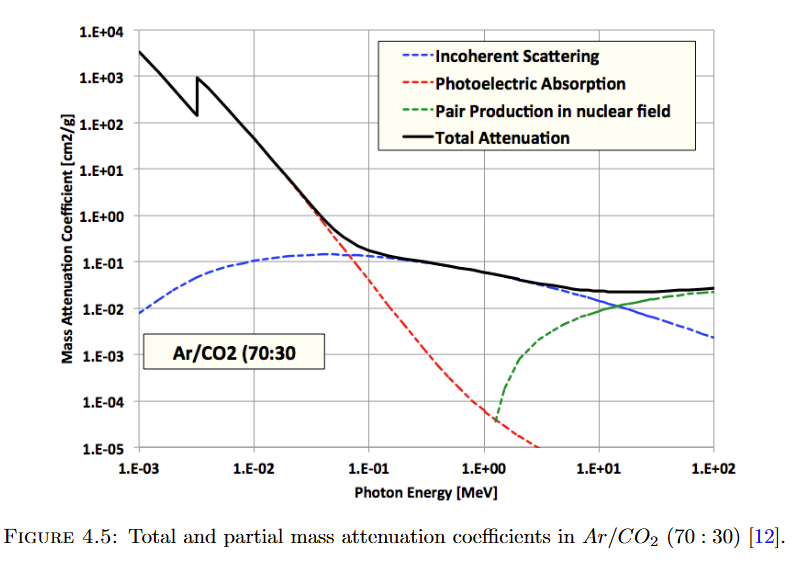 1.E+04
1.E+03
1.E+02
1.E+01
1.E+00
1.E-01
1.E-02
1.E-03
1.E-04
1.E-05
Mass Attenuation Coefficient [cm2/g]
Incoherent Scattering
Photoelectric Absorption
Pair Production in nuclear field
Total Attenuation
Ar/CO2 (70:30
1.E-03 1.E-02 1.E-01 1.E+00 1.E+01 1.E+02
Photon Energy [MeV]
FIGURE 4.5: Total and partial mass attenuation coefficients in Ar/CO₂ (70 : 30) [12].